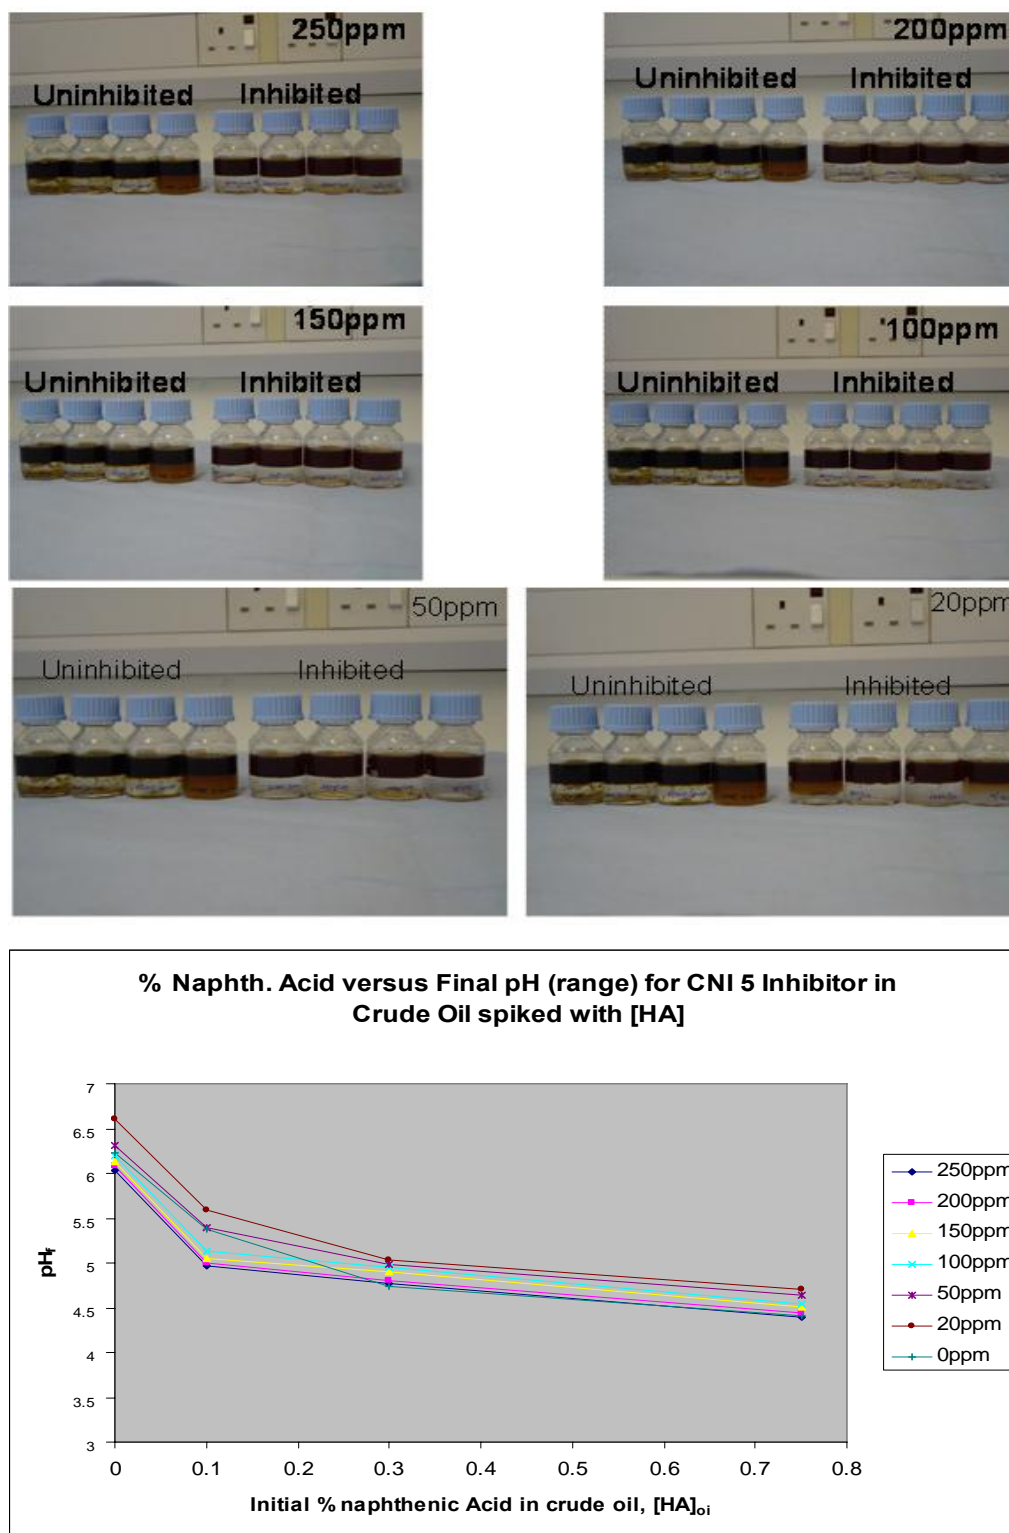 250ppm
Uninhibited Inhibited
200ppm
Uninhibited Inhibited
150ppm
Uninhibited Inhibited
100ppm
Uninhibited Inhibited
50ppm
Uninhibited Inhibited
20ppm
Uninhibited Inhibited
% Naphth. Acid versus Final pH (range) for CNI 5 Inhibitor in
Crude Oil spiked with [HA]
7
6.5
6
5.5
5
4.5
4
3.5
3
pHf
0 0.1 0.2 0.3 0.4 0.5 0.6 0.7 0.8
Initial % naphthenic Acid in crude oil, [HA]oi
250ppm
200ppm
150ppm
100ppm
50ppm
20ppm
0ppm